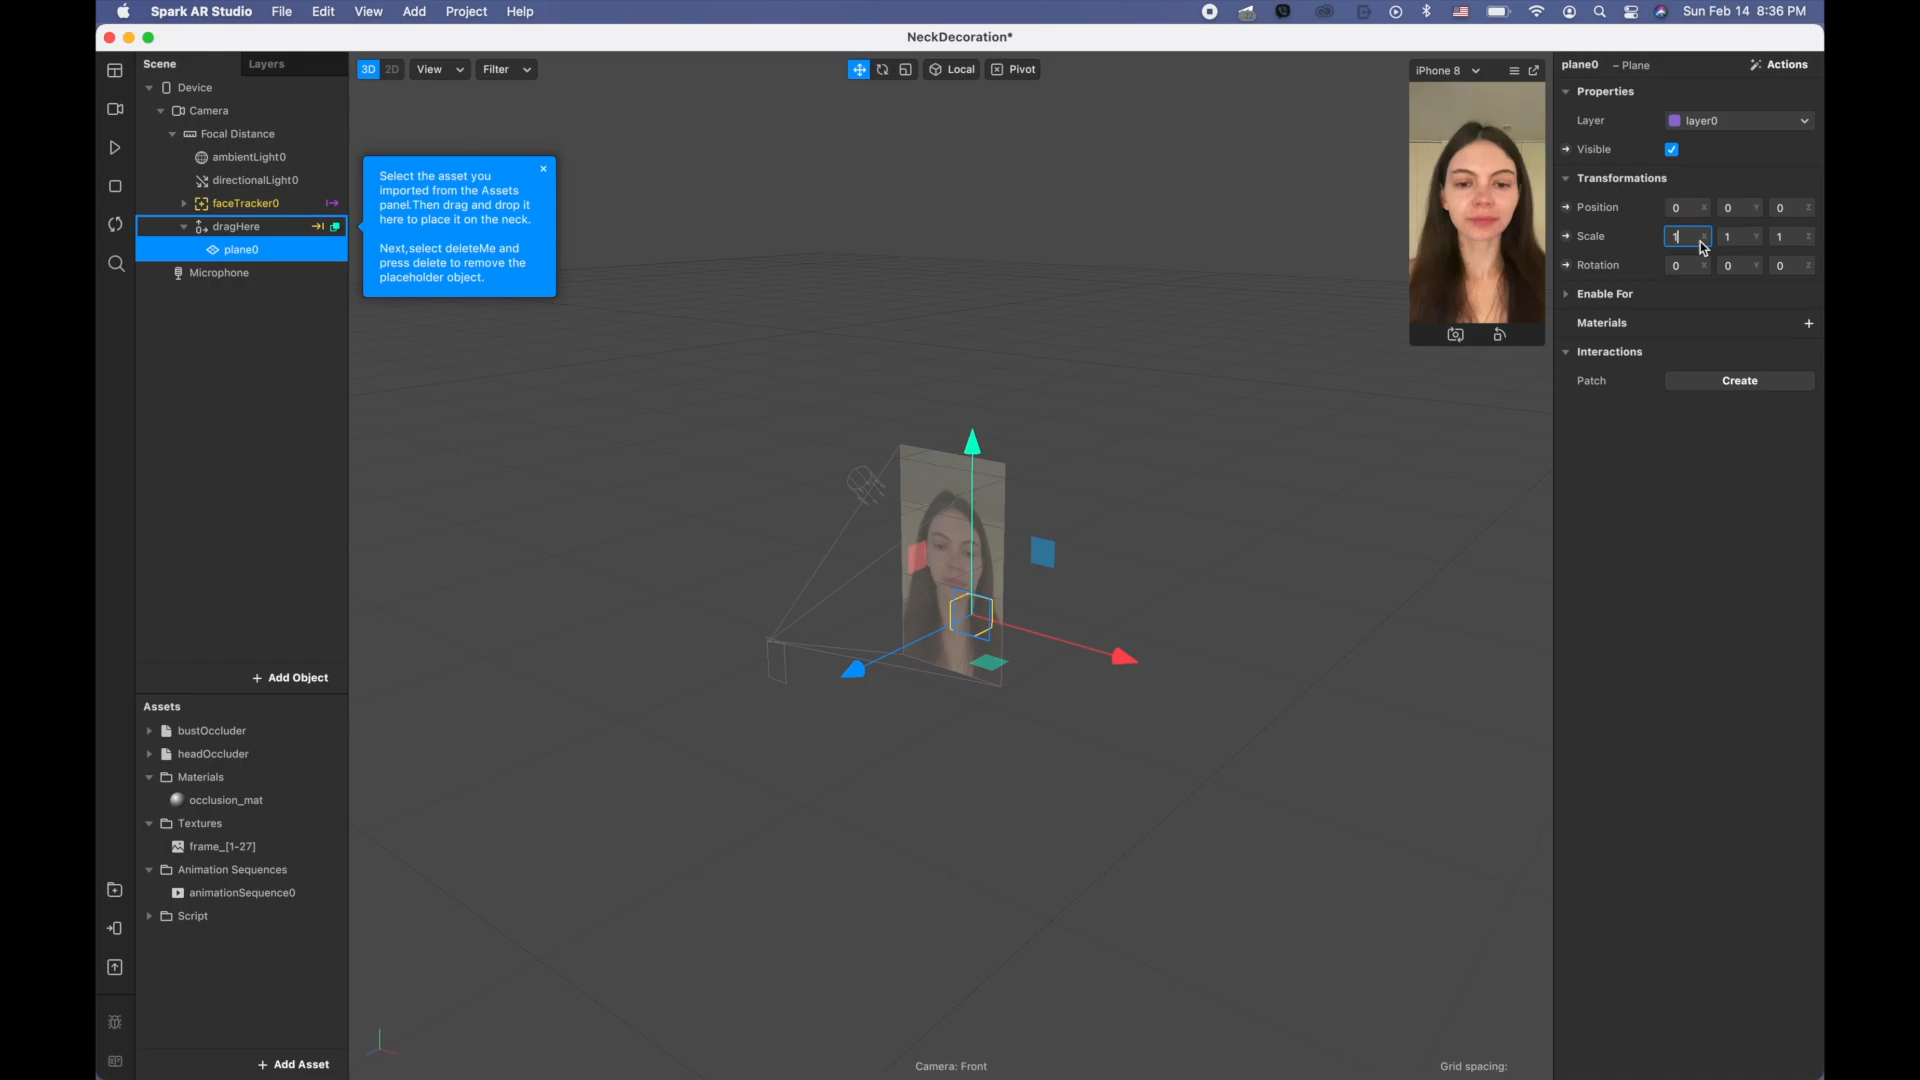 Spark AR Studio File Edit View Add Project Help
Sun Feb 14 8:36 PM
NeckDecoration*
Scene Layers
3D 2D View Filter
Local Pivot
iPhone 8
plane0 – Plane Actions
Device
Camera
Focal Distance
ambientLight0
directionalLight0
faceTracker0
dragHere
plane0
Microphone
Select the asset you
imported from the Assets
panel.Then drag and drop it
here to place it on the neck.
Next,select deleteMe and
press delete to remove the
placeholder object.
Properties
Layer layer0
Visible
Transformations
Position 0 X 0 Y 0 Z
Scale 1 X 1 Y 1 Z
Rotation 0 X 0 Y 0 Z
Enable For
Materials +
Interactions
Patch Create
+ Add Object
Assets
bustOccluder
headOccluder
Materials
occlusion_mat
Textures
frame_[1-27]
Animation Sequences
animationSequence0
Script
+ Add Asset
Camera: Front
Grid spacing: